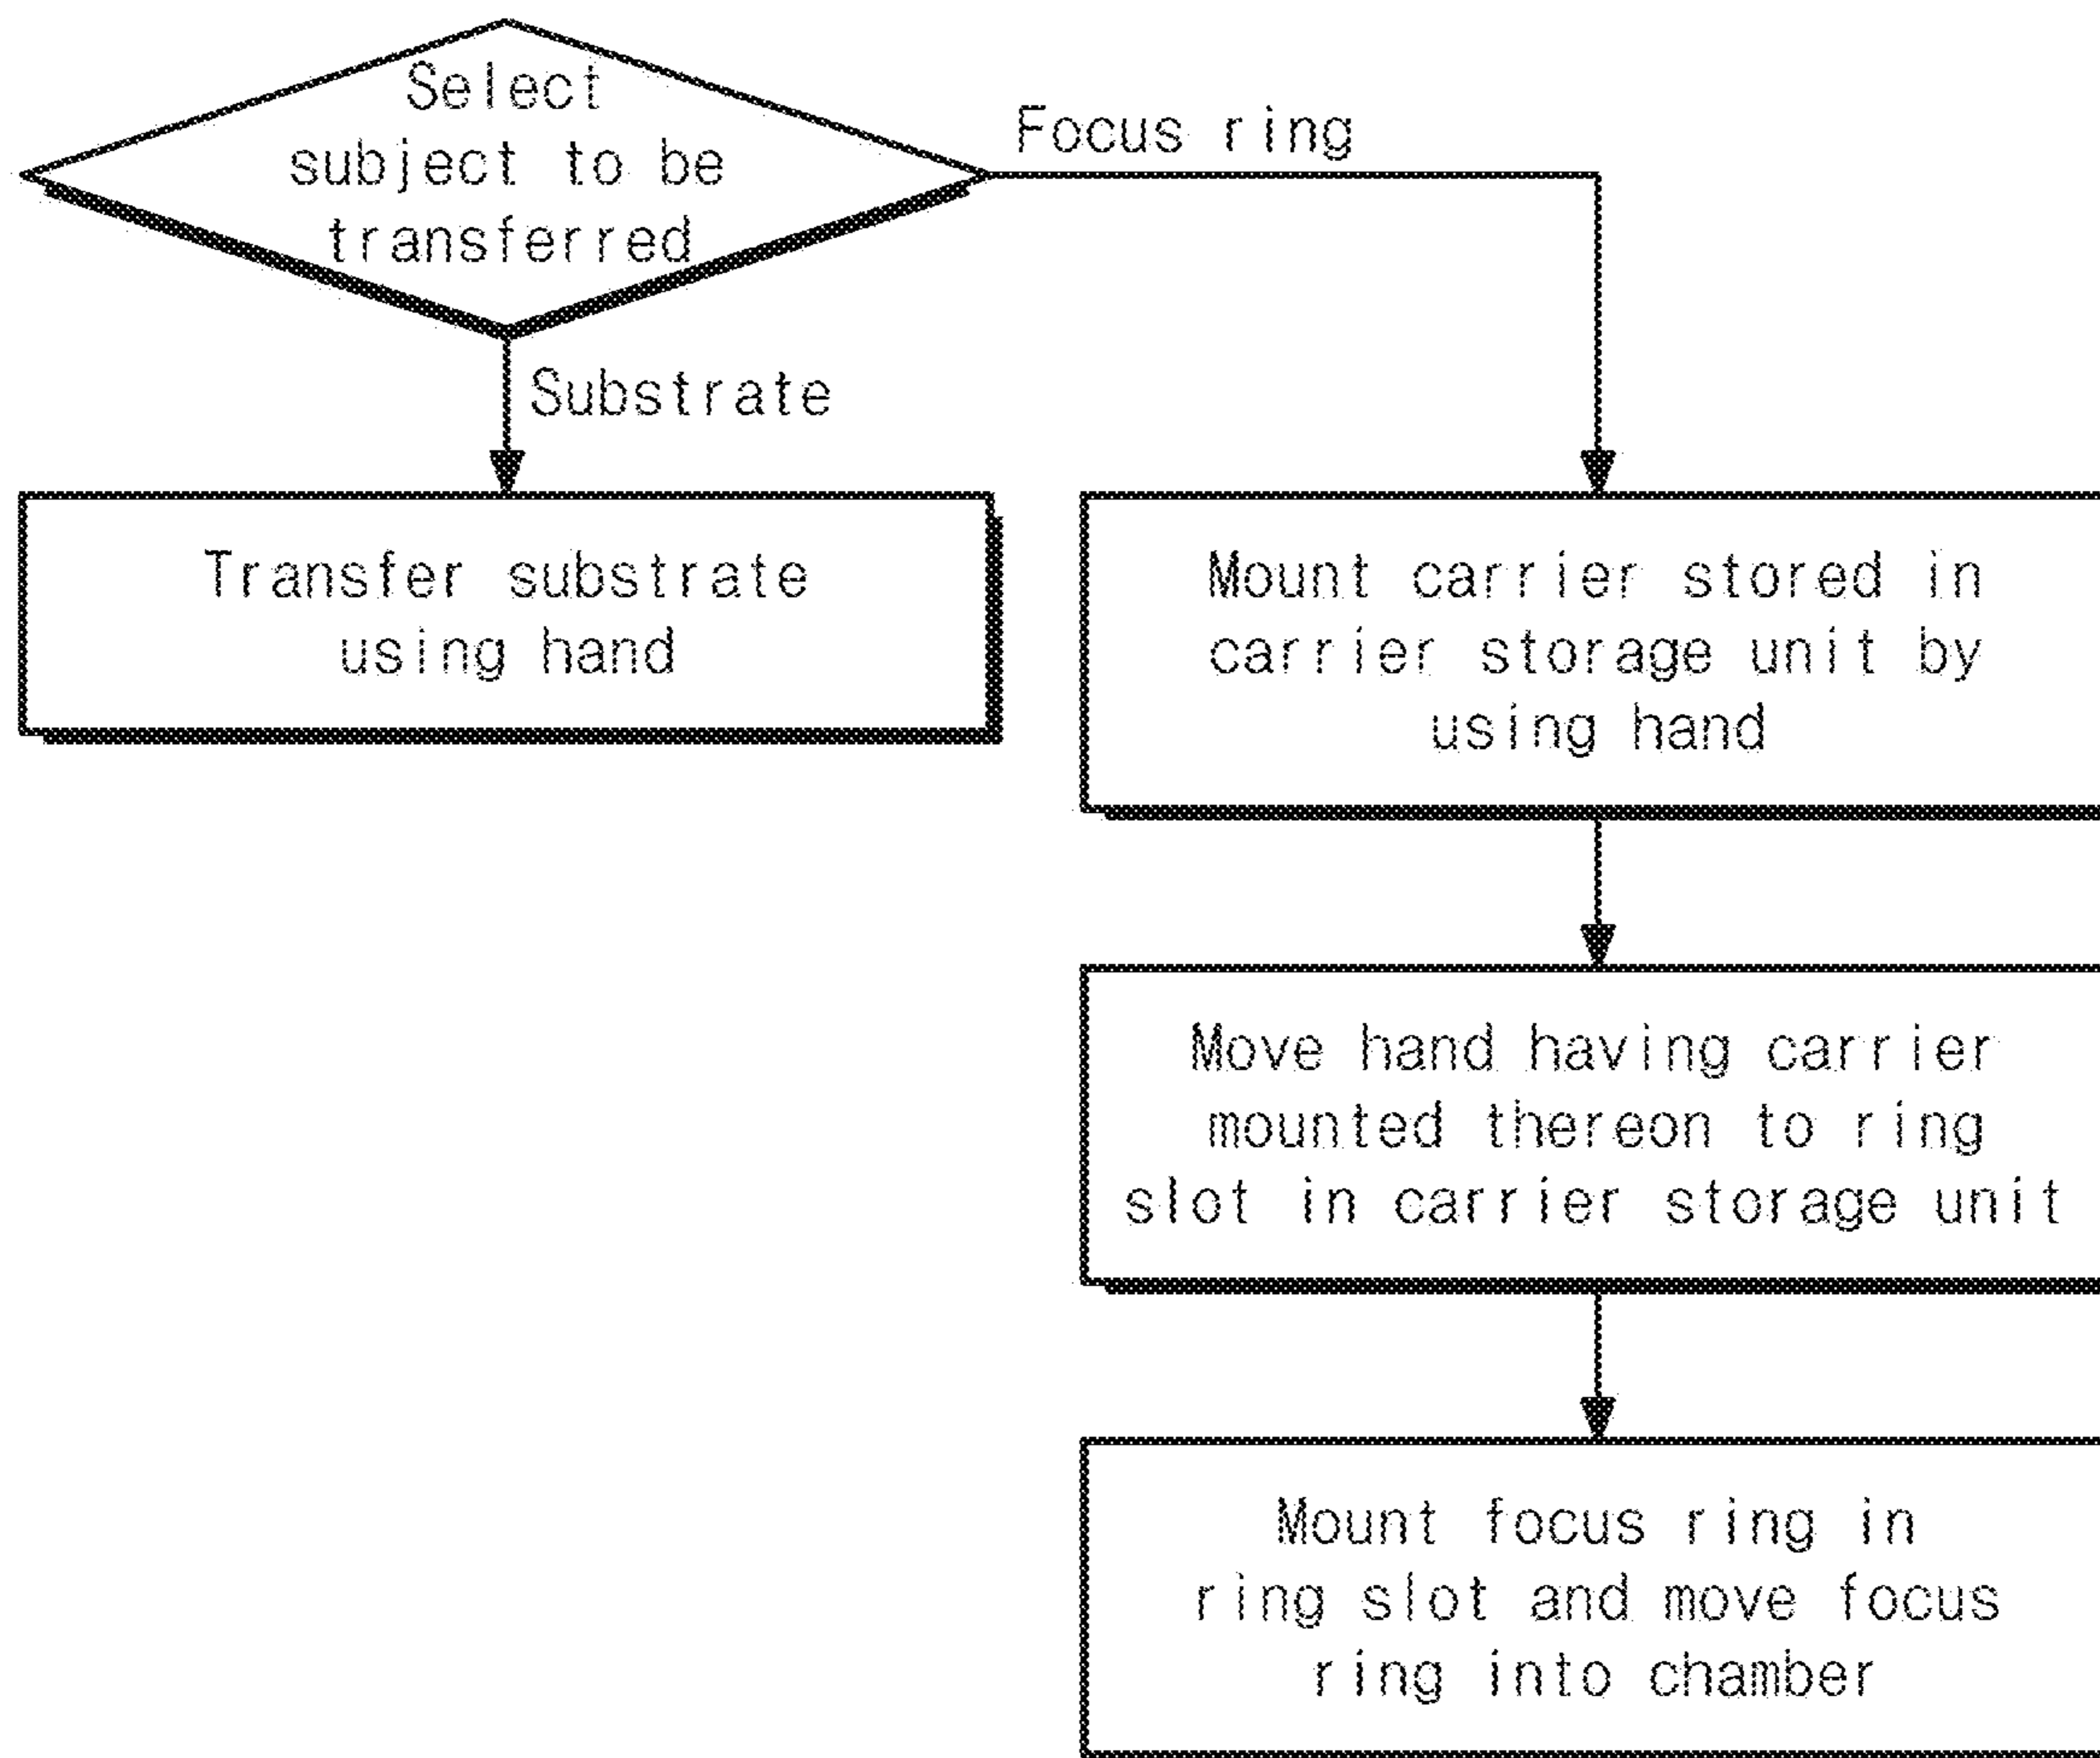 Select
subject to be
transferred
Focus ring
Substrate
Transfer substrate
using hand
Mount carrier stored in
carrier storage unit by
using hand
Move hand having carrier
mounted thereon to ring
slot in carrier storage unit
Mount focus ring in
ring slot and move focus
ring into chamber